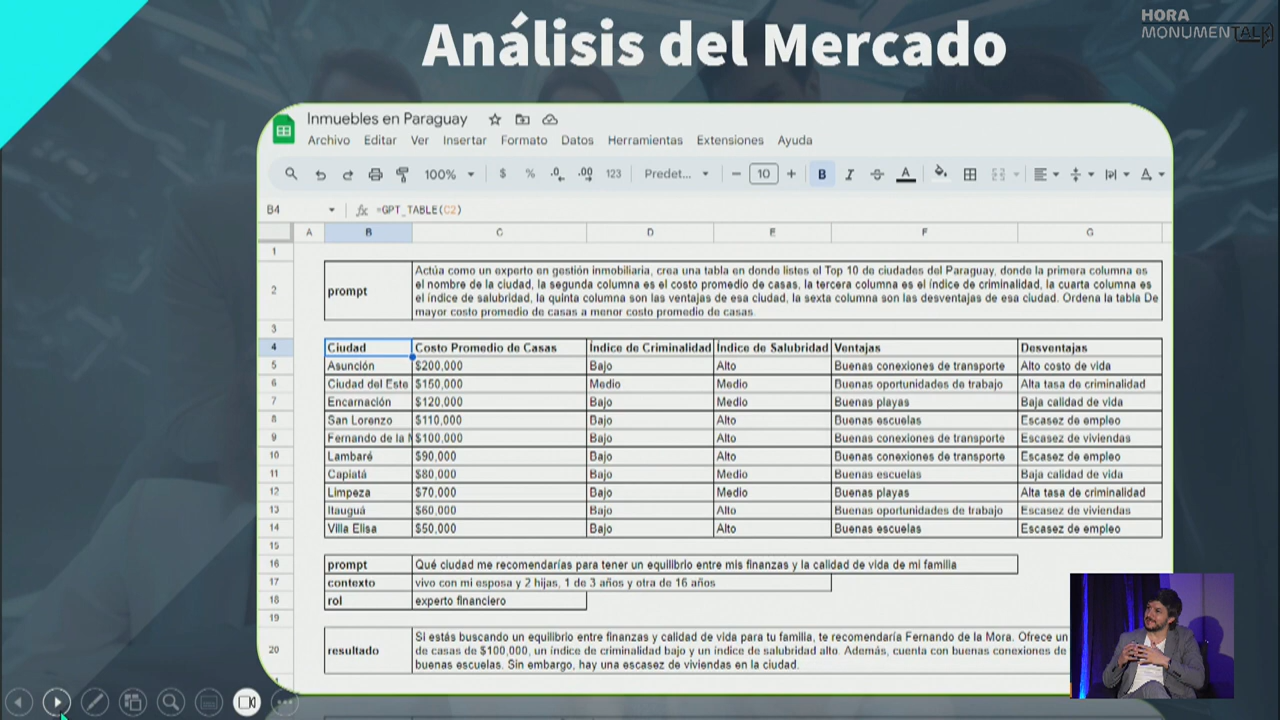 Análisis del Mercado
HORA
MONUMENTALK
Inmuebles en Paraguay
Archivo Editar Ver Insertar Formato Datos Herramientas Extensiones Ayuda
100% $ % .0 .00 123 Predet... 10 B I A
B4 fx =GPT_TABLE(C2)
A B C D E F G
1
2 prompt Actúa como un experto en gestión inmobiliaria, crea una tabla en donde listes el Top 10 de ciudades del Paraguay, donde la primera columna es
el nombre de la ciudad, la segunda columna es el costo promedio de casas, la tercera columna es el índice de criminalidad, la cuarta columna es
el índice de salubridad, la quinta columna son las ventajas de esa ciudad, la sexta columna son las desventajas de esa ciudad. Ordena la tabla De
mayor costo promedio de casas a menor costo promedio de casas.
3
4 Ciudad Costo Promedio de Casas Índice de Criminalidad Índice de Salubridad Ventajas Desventajas
5 Asunción $200,000 Bajo Alto Buenas conexiones de transporte Alto costo de vida
6 Ciudad del Este $150,000 Medio Medio Buenas oportunidades de trabajo Alta tasa de criminalidad
7 Encarnación $120,000 Bajo Medio Buenas playas Baja calidad de vida
8 San Lorenzo $110,000 Bajo Alto Buenas escuelas Escasez de empleo
9 Fernando de la M $100,000 Bajo Alto Buenas conexiones de transporte Escasez de viviendas
10 Lambaré $90,000 Bajo Alto Buenas conexiones de transporte Escasez de empleo
11 Capiatá $80,000 Bajo Medio Buenas escuelas Baja calidad de vida
12 Limpeza $70,000 Bajo Medio Buenas playas Alta tasa de criminalidad
13 Itauguá $60,000 Bajo Alto Buenas oportunidades de trabajo Escasez de viviendas
14 Villa Elisa $50,000 Bajo Alto Buenas escuelas Escasez de empleo
15
16 prompt Qué ciudad me recomendarías para tener un equilibrio entre mis finanzas y la calidad de vida de mi familia
17 contexto vivo con mi esposa y 2 hijas, 1 de 3 años y otra de 16 años
18 rol experto financiero
19
20 resultado Si estás buscando un equilibrio entre finanzas y calidad de vida para tu familia, te recomendaría Fernando de la Mora. Ofrece un
de casas de $100,000, un índice de criminalidad bajo y un índice de salubridad alto. Además, cuenta con buenas conexiones de
buenas escuelas. Sin embargo, hay una escasez de viviendas en la ciudad.